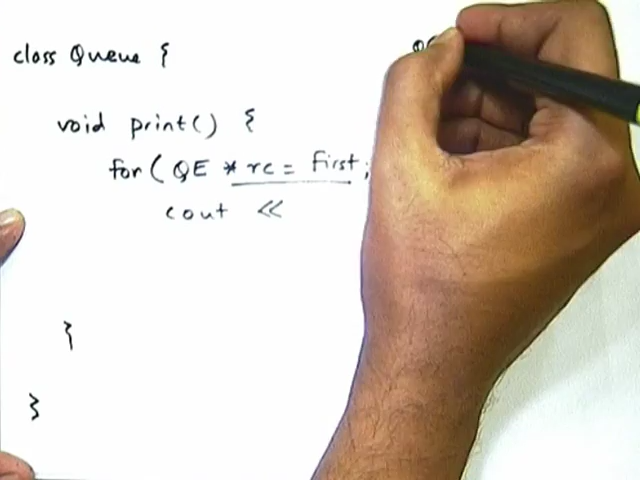 class Queue {
void print() {
for ( QE * rc = first;
cout <<
}
}